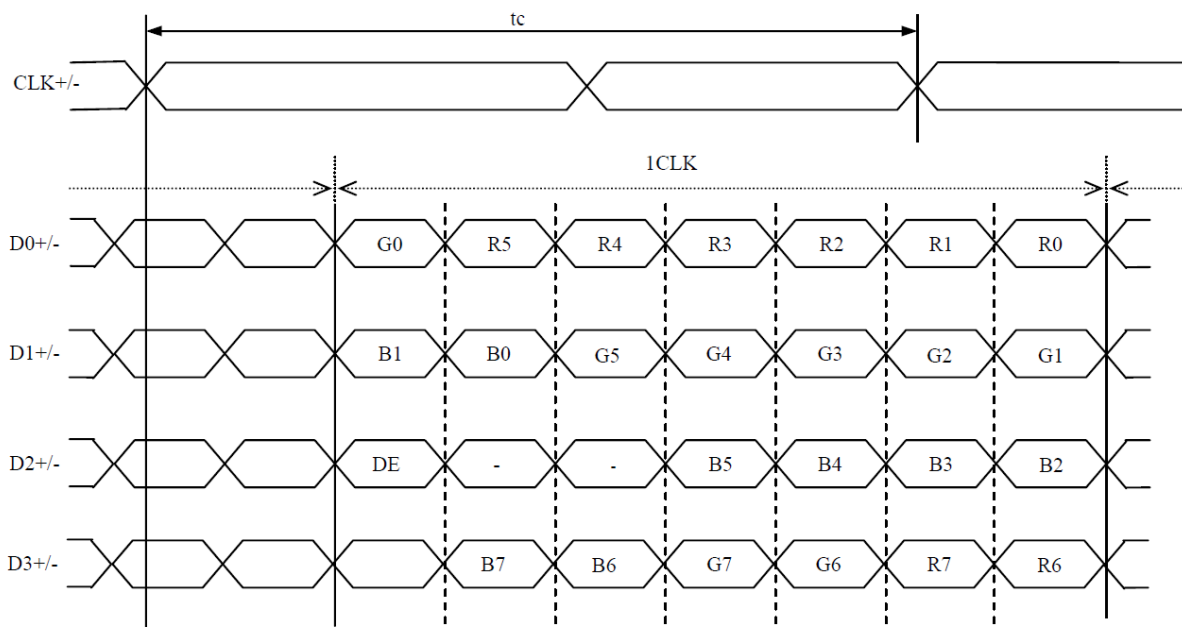 tc
CLK+/-
1CLK
D0+/- G0 R5 R4 R3 R2 R1 R0
D1+/- B1 B0 G5 G4 G3 G2 G1
D2+/- DE - - B5 B4 B3 B2
D3+/- B7 B6 G7 G6 R7 R6